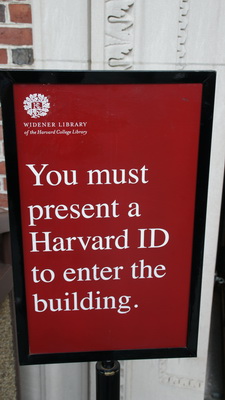 WIDENER LIBRARY
of the Harvard College Library
You must
present a
Harvard ID
to enter the
building.